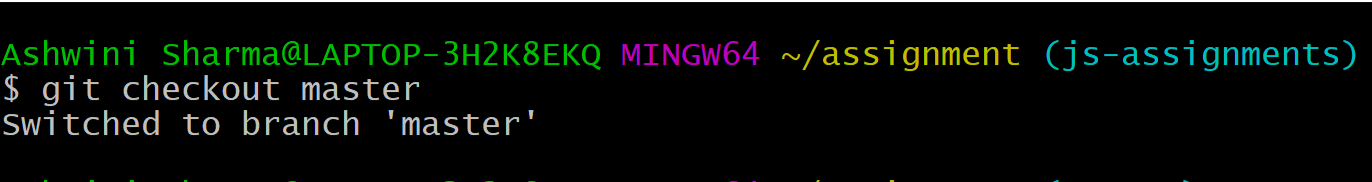 Ashwini Sharma@LAPTOP-3H2K8EKQ MINGW64 ~/assignment (js-assignments)
$ git checkout master
Switched to branch 'master'